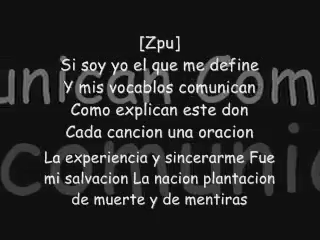 [Zpu]
Si soy yo el que me define
Y mis vocablos comunican
Como explican este don
Cada cancion una oracion
La experiencia y sincerarme Fue
mi salvacion La nacion plantacion
de muerte y de mentiras